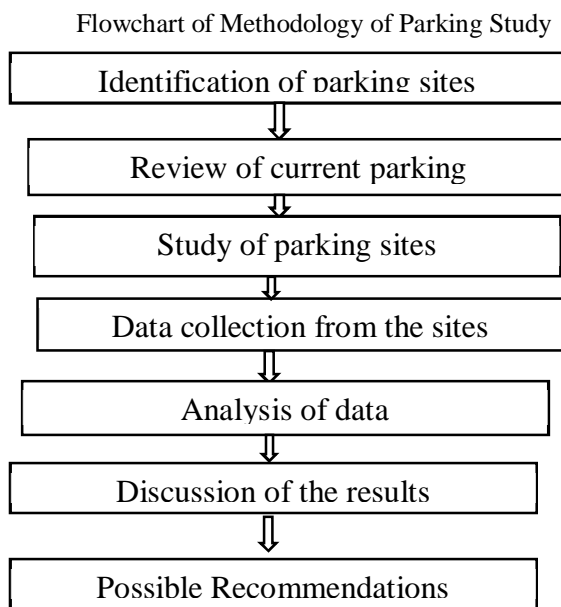 Flowchart of Methodology of Parking Study
Identification of parking sites
Review of current parking
Study of parking sites
Data collection from the sites
Analysis of data
Discussion of the results
Possible Recommendations